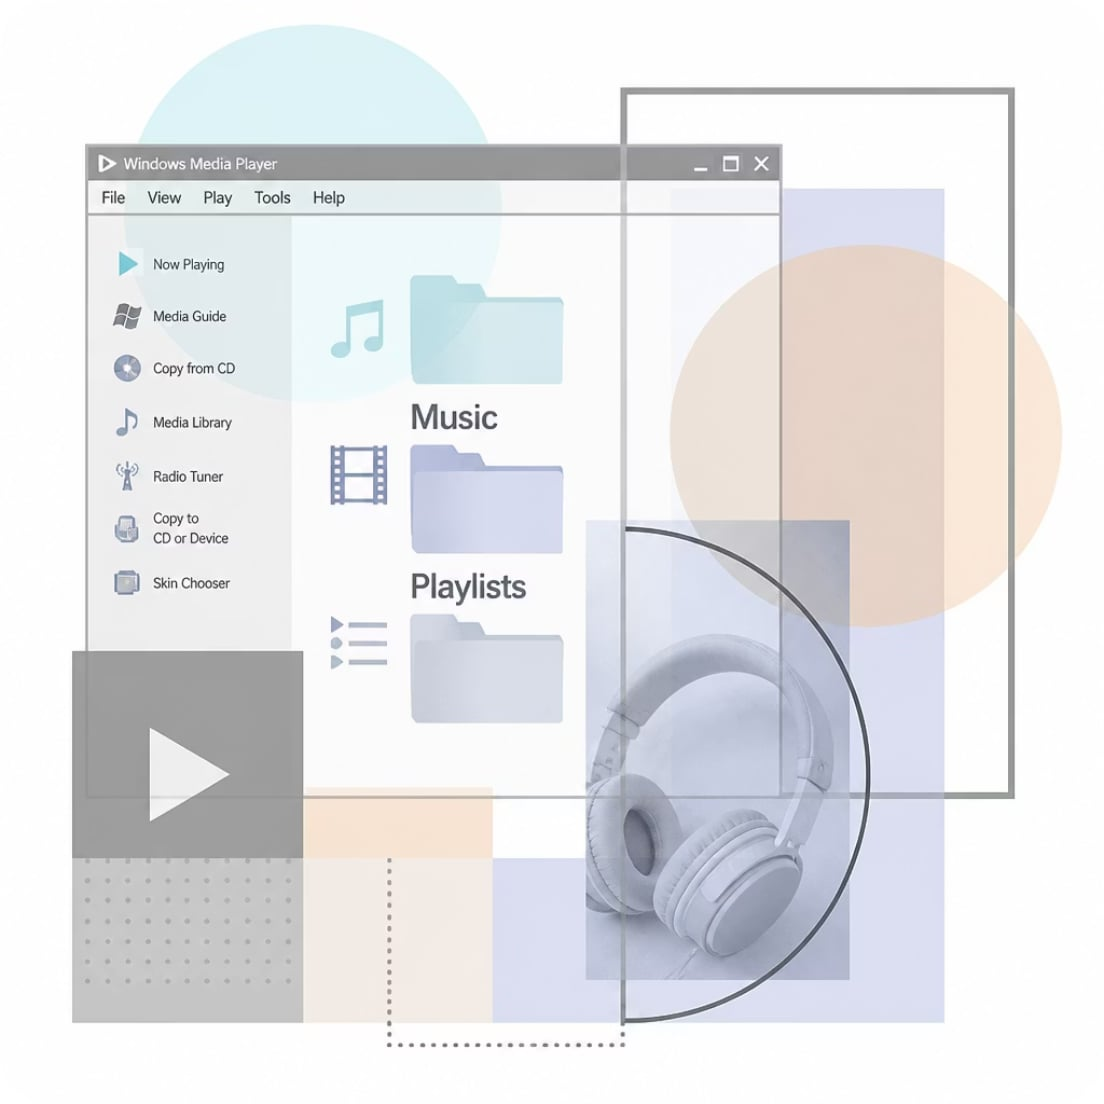 Windows Media Player
File View Play Tools Help
Now Playing
Media Guide
Copy from CD
Media Library
Radio Tuner
Copy to
CD or Device
Skin Chooser
Music
Playlists